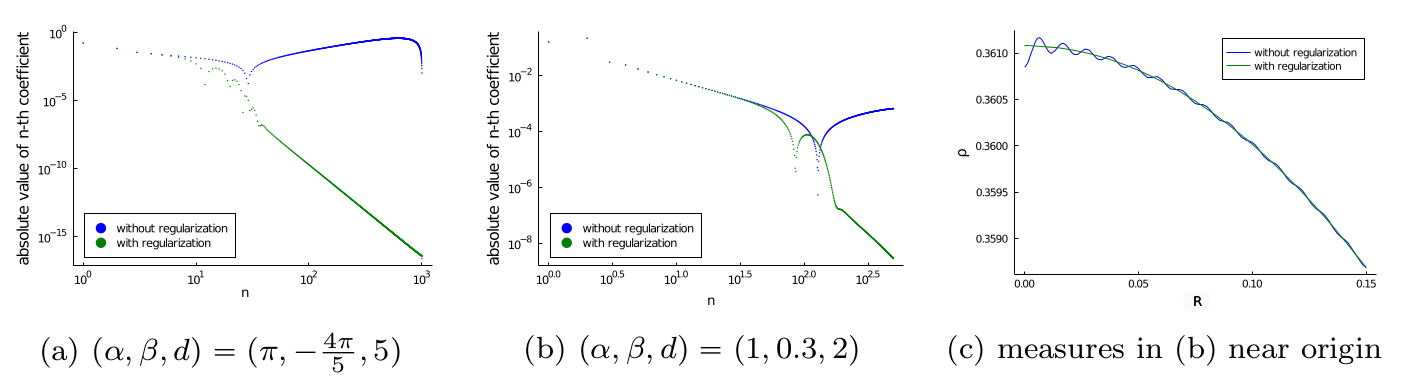 absolute value of n-th coefficient
10^0
10^-5
10^-10
10^-15
without regularization
with regularization
10^0
10^1
10^2
10^3
n
absolute value of n-th coefficient
10^-2
10^-4
10^-6
10^-8
without regularization
with regularization
10^0.0
10^0.5
10^1.0
10^1.5
10^2.0
10^2.5
n
ρ
0.3610
0.3605
0.3600
0.3595
0.3590
without regularization
with regularization
0.00
0.05
0.10
0.15
R
(a) (α, β, d) = (π, −4π/5, 5)
(b) (α, β, d) = (1, 0.3, 2)
(c) measures in (b) near origin